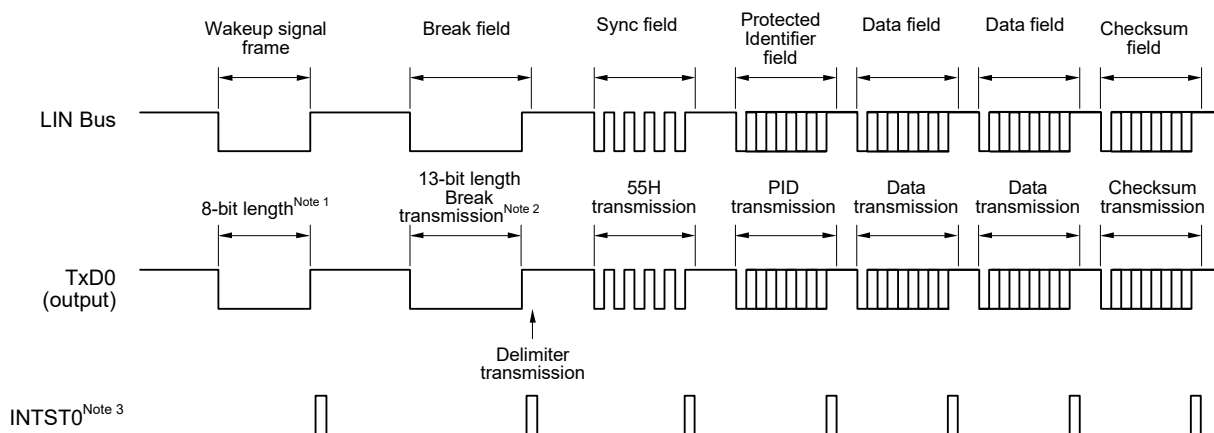 Wakeup signal
frame
Break field
Sync field
Protected
Identifier
field
Data field
Data field
Checksum
field
LIN Bus
8-bit length Note 1
13-bit length
Break
transmission Note 2
55H
transmission
PID
transmission
Data
transmission
Data
transmission
Checksum
transmission
TxD0
(output)
Delimiter
transmission
INTST0 Note 3